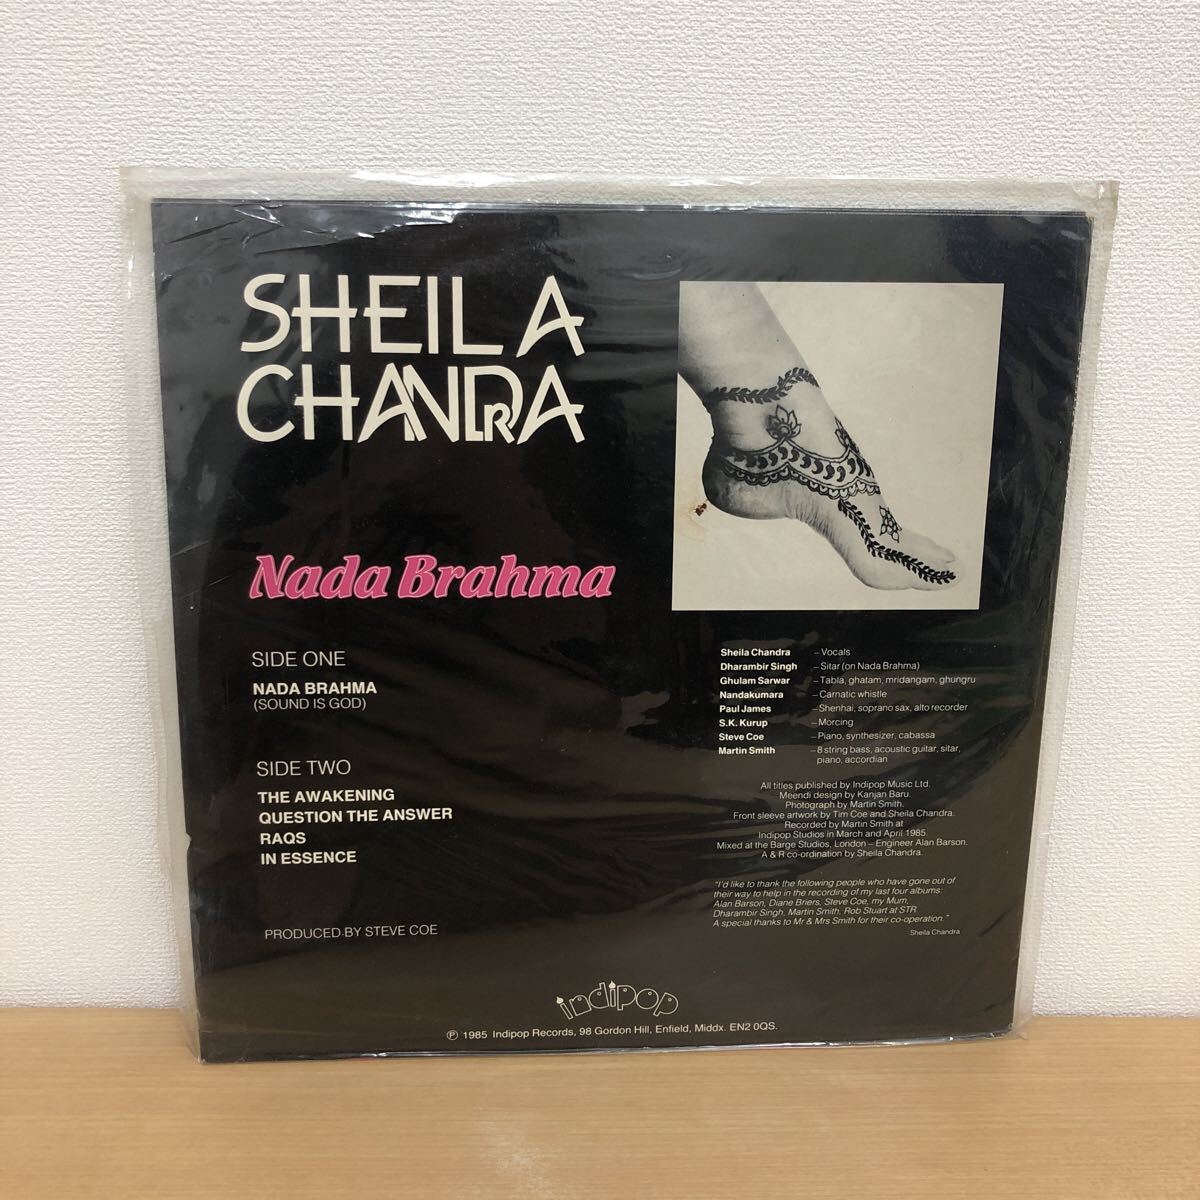 SHEILA
CHANDRA
Nada Brahma
SIDE ONE
NADA BRAHMA
(SOUND IS GOD)
SIDE TWO
THE AWAKENING
QUESTION THE ANSWER
RAQS
IN ESSENCE
PRODUCED BY STEVE COE
Sheila Chandra – Vocals
Dharambir Singh – Sitar (on Nada Brahma)
Ghulam Sarwar – Tabla, ghatam, mridangam, ghungru
Nandakumara – Carnatic whistle
Paul James – Shenhai, soprano sax, alto recorder
S.K. Kurup – Morcing
Steve Coe – Piano, synthesizer, cabassa
Martin Smith – 8 string bass, acoustic guitar, sitar,
piano, accordian
All titles published by Indipop Music Ltd.
Meendi design by Kanjan Baru.
Photograph by Martin Smith.
Front sleeve artwork by Tim Coe and Sheila Chandra.
Recorded by Martin Smith at
Indipop Studios in March and April 1985.
Mixed at the Barge Studios, London – Engineer Alan Barson.
A & R co-ordination by Sheila Chandra.
"I'd like to thank the following people who have gone out of
their way to help in the recording of my last four albums:
Alan Barson, Diane Briers, Steve Coe, my Mum,
Dharambir Singh, Martin Smith, Rob Stuart at STR.
A special thanks to Mr & Mrs Smith for their co-operation."
Sheila Chandra
indipop
℗ 1985 Indipop Records, 98 Gordon Hill, Enfield, Middx. EN2 0QS.